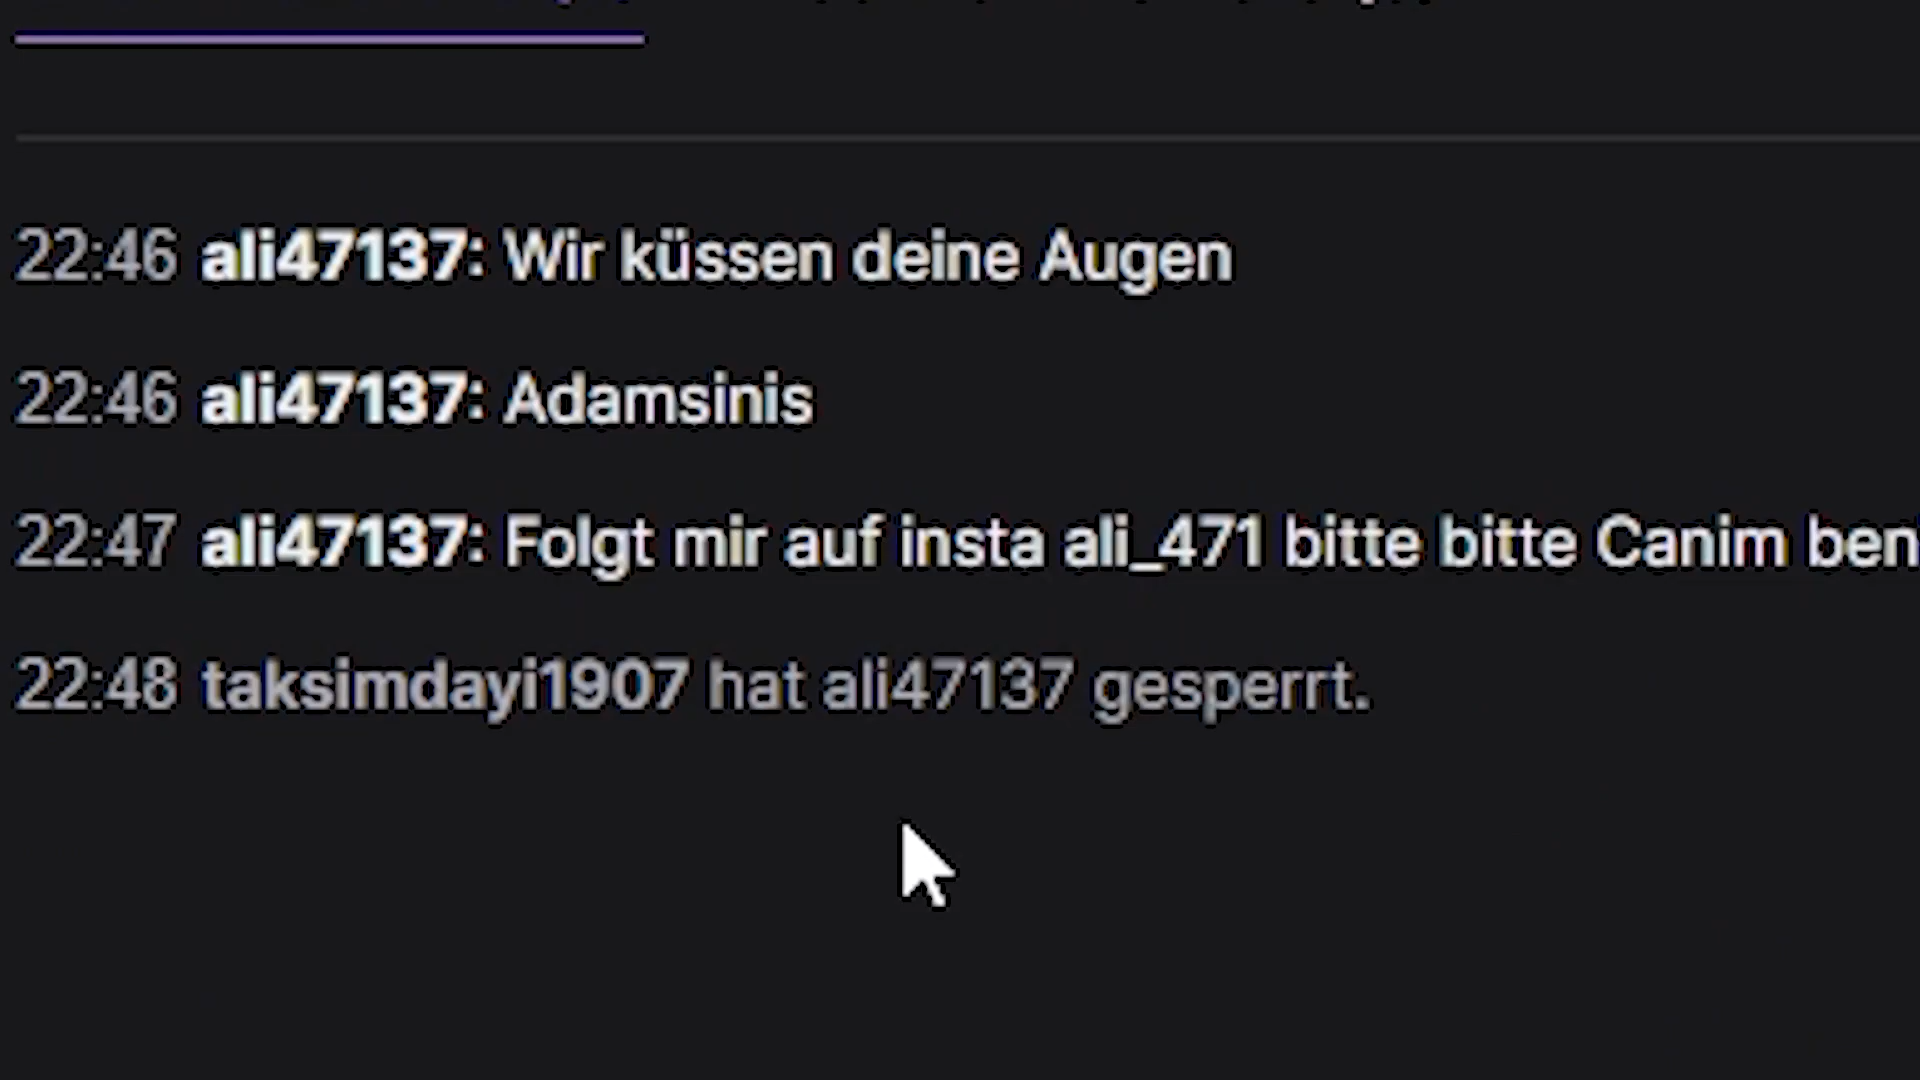 22:46 ali47137: Wir küssen deine Augen
22:46 ali47137: Adamsinis
22:47 ali47137: Folgt mir auf insta ali_471 bitte bitte Canim ben
22:48 taksimdayi1907 hat ali47137 gesperrt.